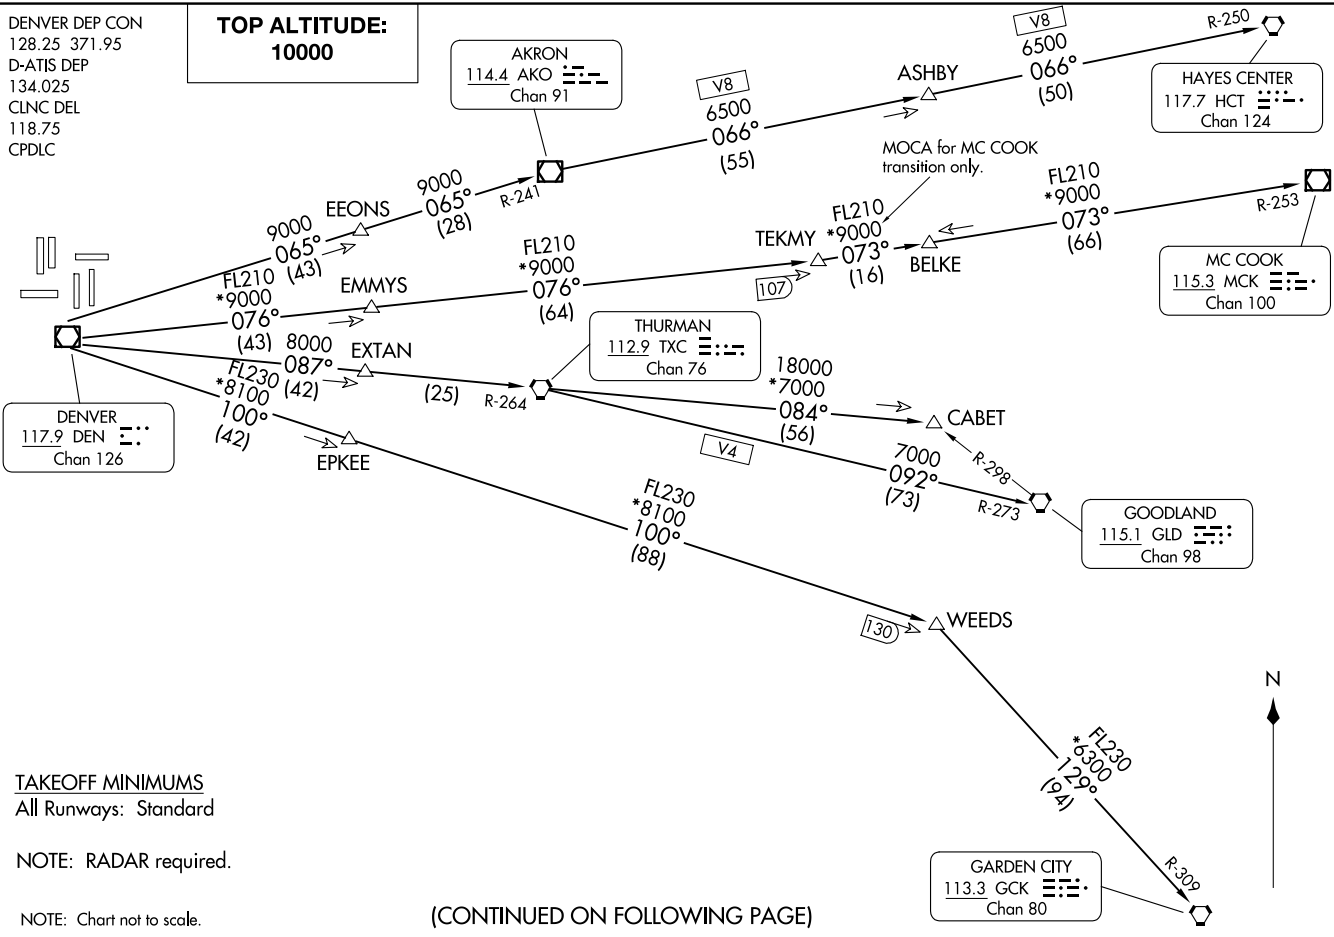 DENVER DEP CON
128.25 371.95
D-ATIS DEP
134.025
CLNC DEL
118.75
CPDLC
TOP ALTITUDE:
10000
AKRON
114.4 AKO
Chan 91
V8
6500
066°
(55)
ASHBY
V8
6500
066°
(50)
R-250
HAYES CENTER
117.7 HCT
Chan 124
9000
065°
(43)
EEONS
9000
065°
(28)
R-241
MOCA for MC COOK
transition only.
FL210
*9000
076°
(43)
EMMYS
FL210
*9000
076°
(64)
TEKMY
107
FL210
*9000
073°
(16)
BELKE
FL210
*9000
073°
(66)
R-253
MC COOK
115.3 MCK
Chan 100
8000
087°
(42)
EXTAN
(25)
R-264
THURMAN
112.9 TXC
Chan 76
18000
*7000
084°
(56)
CABET
V4
7000
092°
(73)
R-298
R-273
GOODLAND
115.1 GLD
Chan 98
DENVER
117.9 DEN
Chan 126
FL230
*8100
100°
(42)
EPKEE
FL230
*8100
100°
(88)
130
WEEDS
FL230
*6300
129°
(94)
R-309
GARDEN CITY
113.3 GCK
Chan 80
N
TAKEOFF MINIMUMS
All Runways: Standard
NOTE: RADAR required.
NOTE: Chart not to scale.
(CONTINUED ON FOLLOWING PAGE)